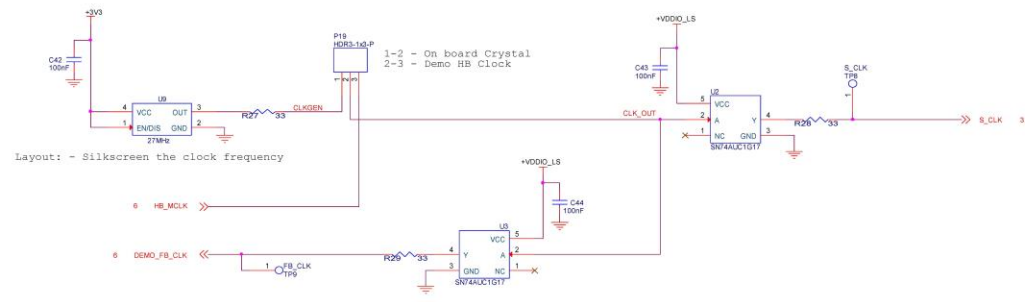 +3V3
+VDDIO_LS
P19
HDR3-1x3-P
1-2 - On board Crystal
2-3 - Demo HB Clock
C42
100nF
1
2
3
C43
100nF
S_CLK
TP8
1
U9
U2
4 VCC OUT 3
1 EN/DIS GND 2
27MHz
R27 33
CLKGEN
CLK_OUT
5 VCC
2 A Y 4
1 NC GND 3
SN74AUC1G17
R28 33
S_CLK 3
Layout: - Silkscreen the clock frequency
+VDDIO_LS
6 HB_MCLK
C44
100nF
U3
VCC 5
4 Y A 2
3 GND NC 1
SN74AUC1G17
6 DEMO_FB_CLK
R29 33
1 FB_CLK
TP9